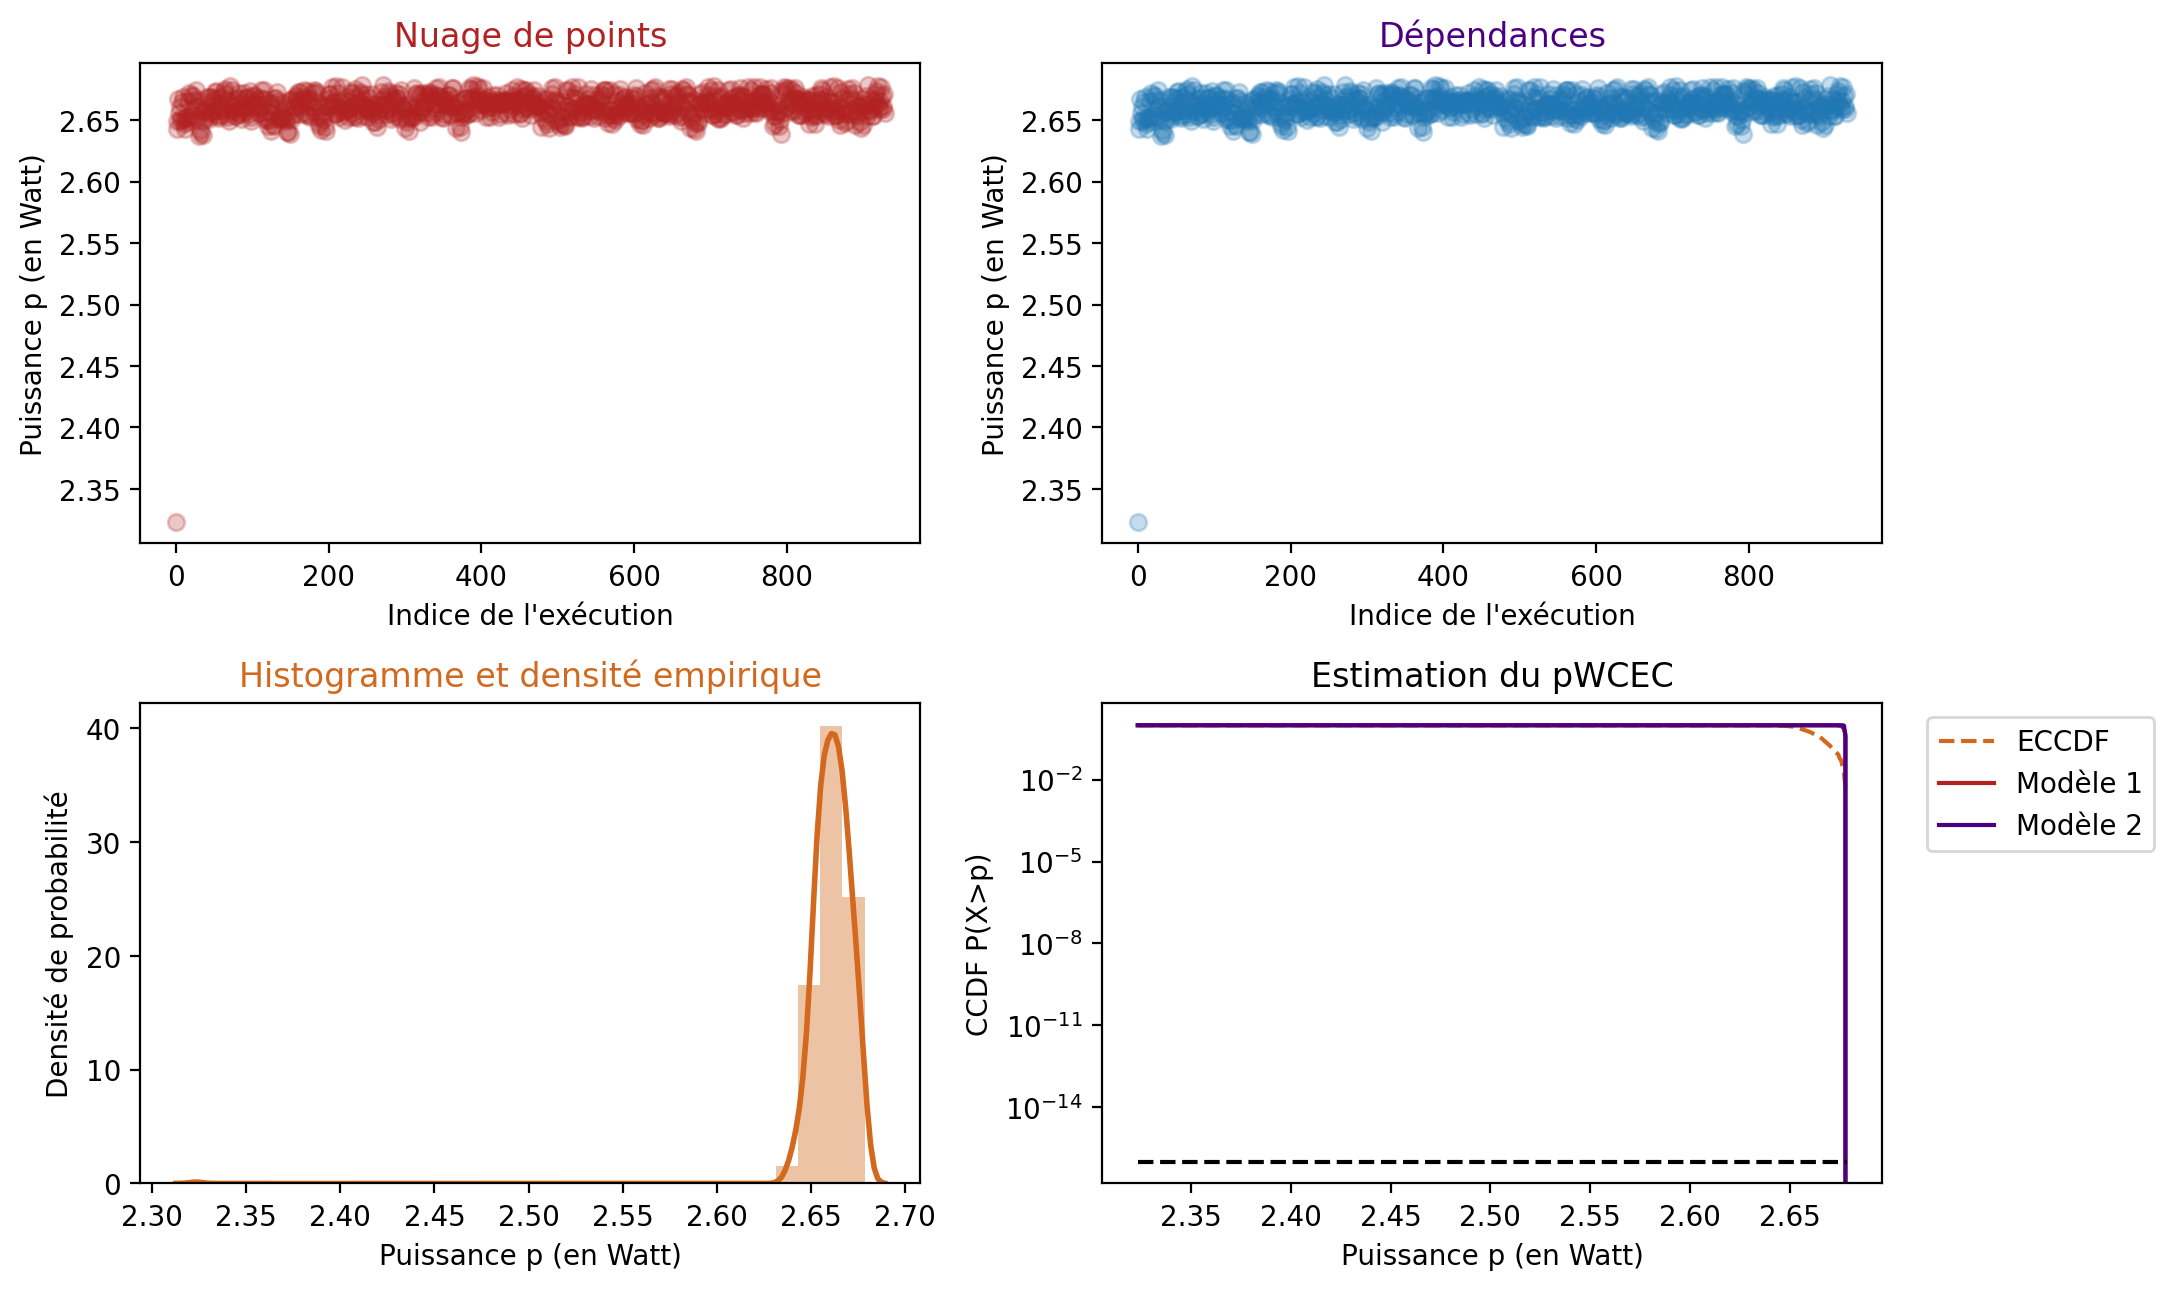 Nuage de points
Puissance p (en Watt)
2.65
2.60
2.55
2.50
2.45
2.40
2.35
0 200 400 600 800
Indice de l'exécution
Dépendances
Puissance p (en Watt)
2.65
2.60
2.55
2.50
2.45
2.40
2.35
0 200 400 600 800
Indice de l'exécution
Histogramme et densité empirique
Densité de probabilité
40
30
20
10
0
2.30 2.35 2.40 2.45 2.50 2.55 2.60 2.65 2.70
Puissance p (en Watt)
Estimation du pWCEC
CCDF P(X>p)
10⁻²
10⁻⁵
10⁻⁸
10⁻¹¹
10⁻¹⁴
2.35 2.40 2.45 2.50 2.55 2.60 2.65
Puissance p (en Watt)
ECCDF
Modèle 1
Modèle 2